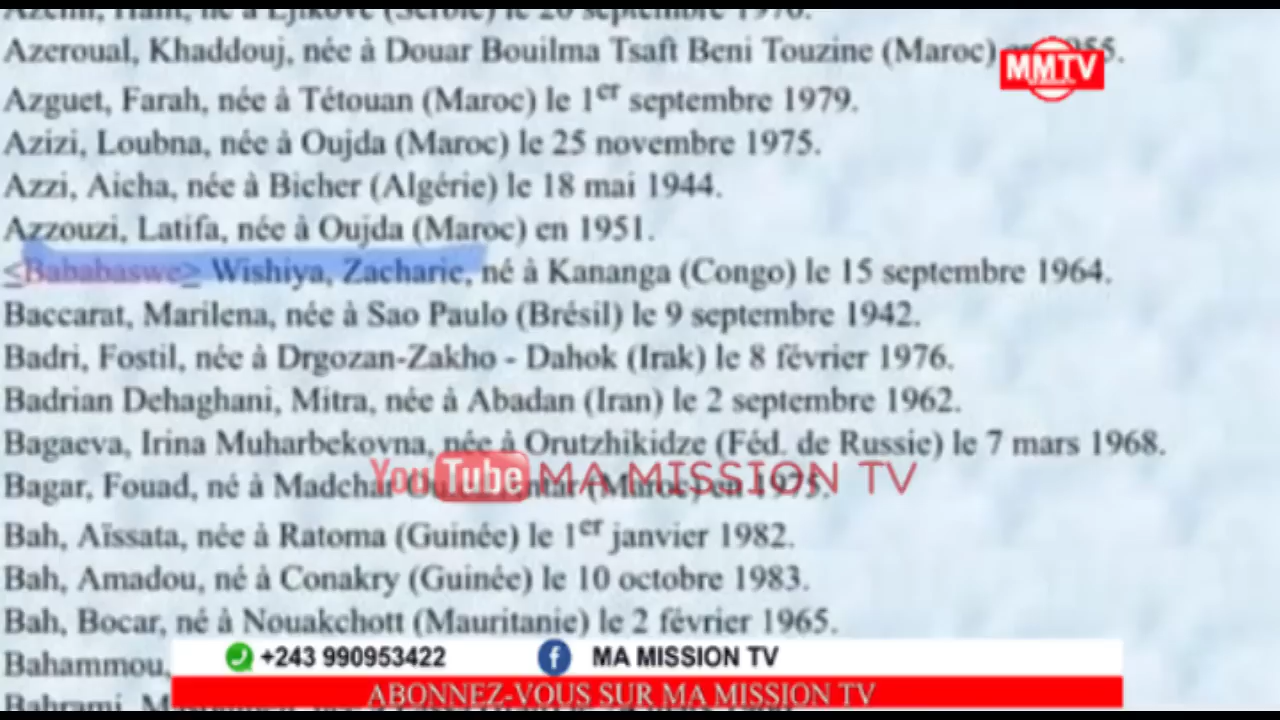 Azeroual, Khaddouj, née à Douar Bouilma Tsaft Beni Touzine (Maroc)
MMTV
Azguet, Farah, née à Tétouan (Maroc) le 1er septembre 1979.
Azizi, Loubna, née à Oujda (Maroc) le 25 novembre 1975.
Azzi, Aicha, née à Bicher (Algérie) le 18 mai 1944.
Azzouzi, Latifa, née à Oujda (Maroc) en 1951.
<Bababaswe> Wishiya, Zacharie, né à Kananga (Congo) le 15 septembre 1964.
Baccarat, Marilena, née à Sao Paulo (Brésil) le 9 septembre 1942.
Badri, Fostil, née à Drgozan-Zakho - Dahok (Irak) le 8 février 1976.
Badrian Dehaghani, Mitra, née à Abadan (Iran) le 2 septembre 1962.
Bagaeva, Irina Muharbekovna, née à Orutzhikidze (Féd. de Russie) le 7 mars 1968.
YouTube MA MISSION TV
Bagar, Fouad, né à Madchar (Maroc) en 1975.
Bah, Aïssata, née à Ratoma (Guinée) le 1er janvier 1982.
Bah, Amadou, né à Conakry (Guinée) le 10 octobre 1983.
Bah, Bocar, né à Nouakchott (Mauritanie) le 2 février 1965.
Bahammou,
+243 990953422 f MA MISSION TV
ABONNEZ-VOUS SUR MA MISSION TV